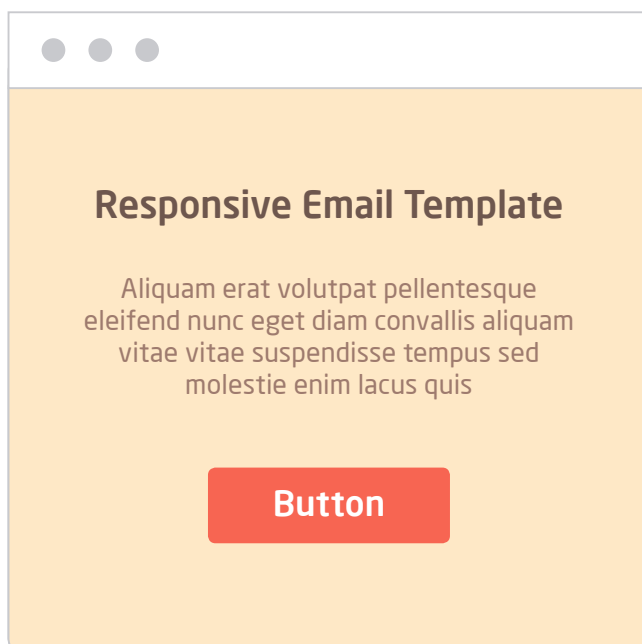 Responsive Email Template
Aliquam erat volutpat pellentesque
eleifend nunc eget diam convallis aliquam
vitae vitae suspendisse tempus sed
molestie enim lacus quis
Button